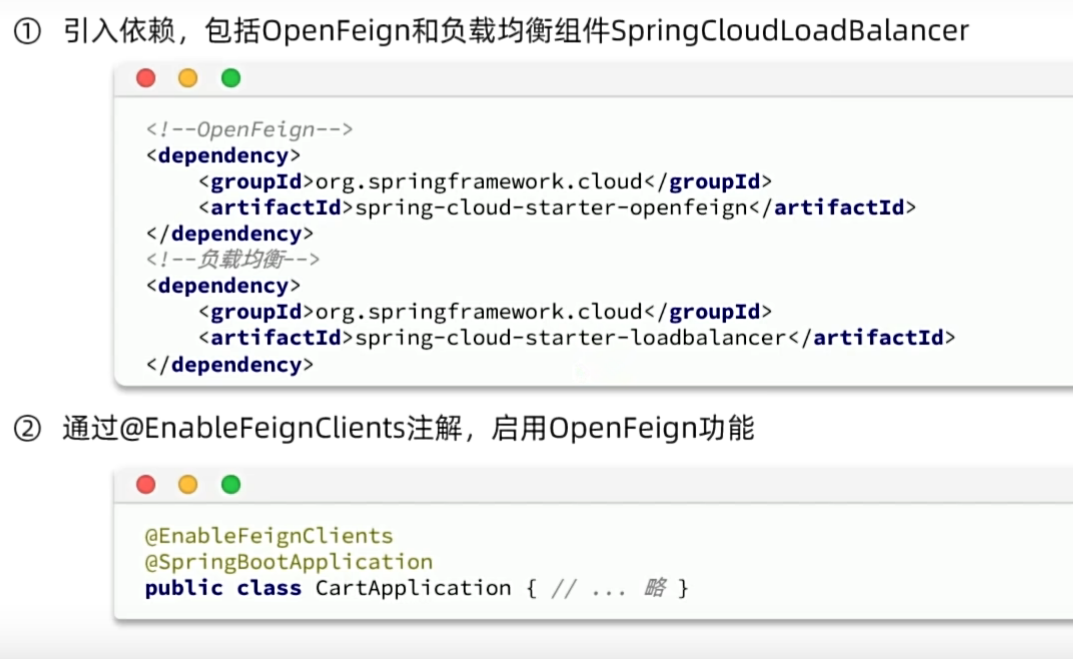 ① 引入依赖，包括OpenFeign和负载均衡组件SpringCloudLoadBalancer
<!--OpenFeign-->
<dependency>
    <groupId>org.springframework.cloud</groupId>
    <artifactId>spring-cloud-starter-openfeign</artifactId>
</dependency>
<!--负载均衡-->
<dependency>
    <groupId>org.springframework.cloud</groupId>
    <artifactId>spring-cloud-starter-loadbalancer</artifactId>
</dependency>
② 通过@EnableFeignClients注解，启用OpenFeign功能
@EnableFeignClients
@SpringBootApplication
public class CartApplication { // ... 略 }